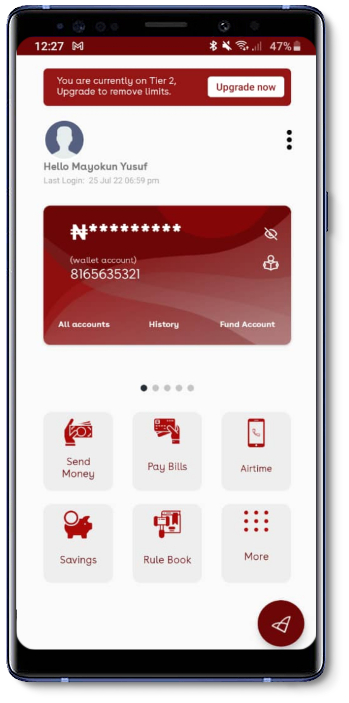 12:27
47%
You are currently on Tier 2,
Upgrade to remove limits.
Upgrade now
Hello Mayokun Yusuf
Last Login: 25 Jul 22 06:59 pm
₦*********
(wallet account)
8165635321
All accounts
History
Fund Account
Send
Money
Pay Bills
Airtime
Savings
Rule Book
More